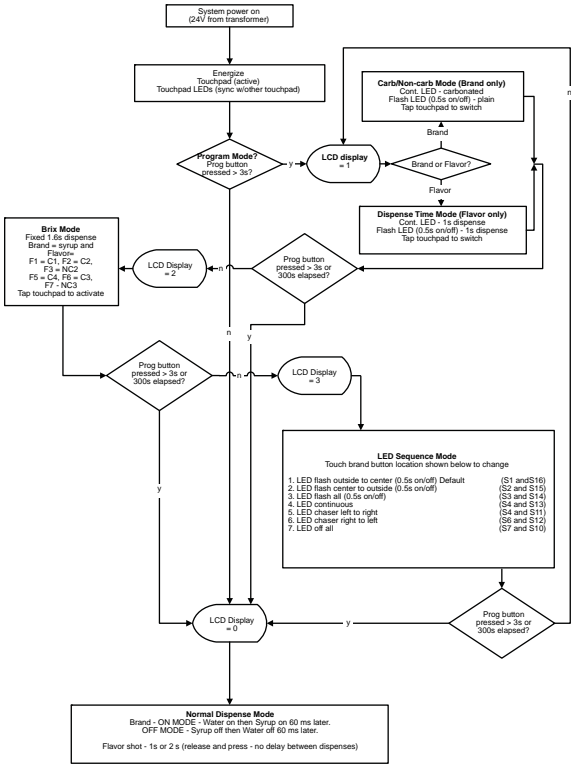 System power on
(24V from transformer)
Energize
Touchpad (active)
Touchpad LEDs (sync w/other touchpad)
Program Mode?
Prog button
pressed > 3s?
y
LCD display
= 1
Carb/Non-carb Mode (Brand only)
Cont. LED - carbonated
Flash LED (0.5s on/off) - plain
Tap touchpad to switch
Brand
Brand or Flavor?
Flavor
Dispense Time Mode (Flavor only)
Cont. LED - 1s dispense
Flash LED (0.5s on/off) - 1s dispense
Tap touchpad to switch
n
Brix Mode
Fixed 1.6s dispense
Brand = syrup and
Flavor=
F1 = C1, F2 = C2,
F3 = NC2
F5 = C4, F6 = C3,
F7 - NC3
Tap touchpad to activate
LCD Display
= 2
n
Prog button
pressed > 3s or
300s elapsed?
n
y
Prog button
pressed > 3s or
300s elapsed?
n
LCD Display
= 3
LED Sequence Mode
Touch brand button location shown below to change
1. LED flash outside to center (0.5s on/off) Default (S1 andS16)
2. LED flash center to outside (0.5s on/off) (S2 and S15)
3. LED flash all (0.5s on/off) (S3 and S14)
4. LED continuous (S4 and S13)
5. LED chaser left to right (S4 and S11)
6. LED chaser right to left (S6 and S12)
7. LED off all (S7 and S10)
y
LCD Display
= 0
y
Prog button
pressed > 3s or
300s elapsed?
Normal Dispense Mode
Brand - ON MODE - Water on then Syrup on 60 ms later.
OFF MODE - Syrup off then Water off 60 ms later.
Flavor shot - 1s or 2 s (release and press - no delay between dispenses)